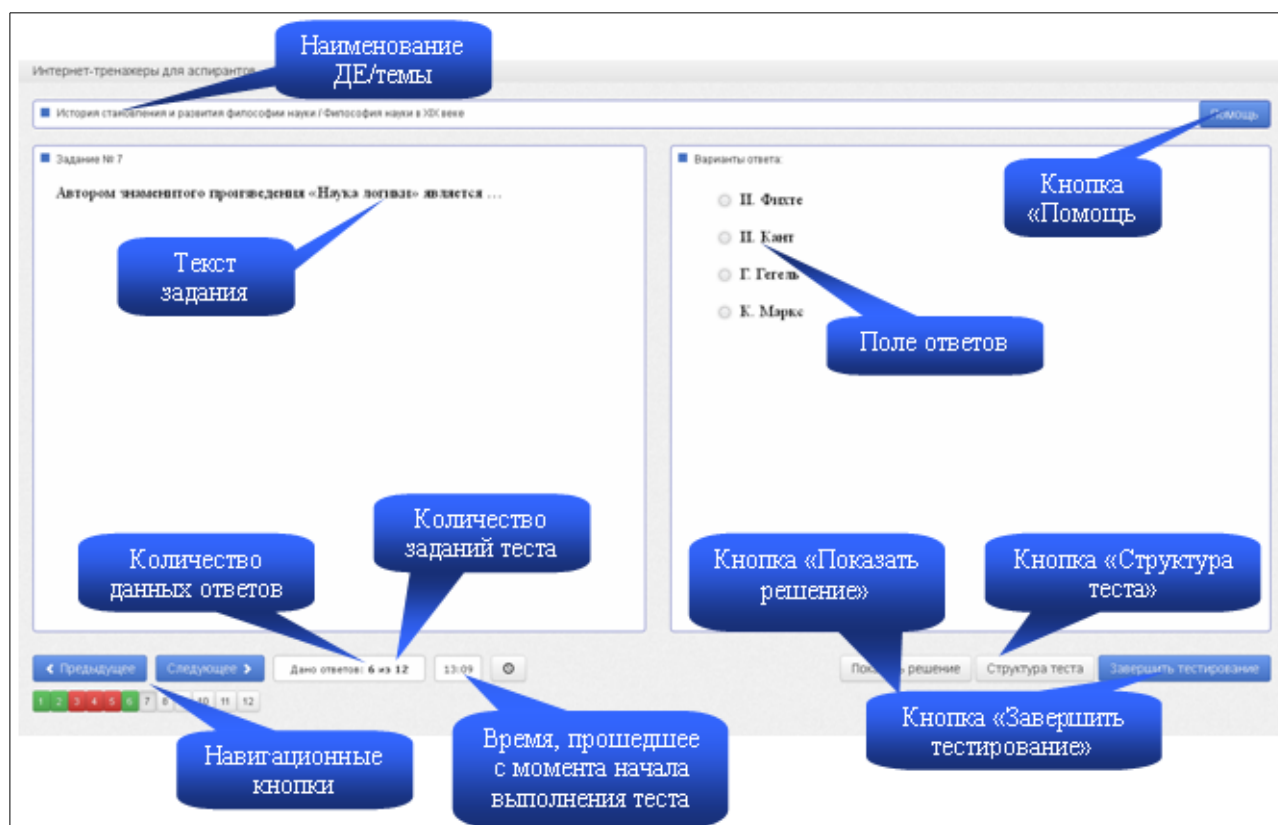 Наименование
ДЕ/темы
Интернет-тренажеры для аспирантов
История становления и развития философии науки / Философия науки в XIX веке
Помощь
Задание № 7
Автором знаменитого произведения «Наука логики» является …
Текст
задания
Варианты ответа:
И. Фихте
И. Кант
Г. Гегель
К. Маркс
Кнопка
«Помощь
Поле ответов
Количество
данных ответов
Количество
заданий теста
Кнопка «Показать
решение»
Кнопка «Структура
теста»
Предыдущее
Следующее
Дано ответов: 6 из 12
13:09
решение
Структура теста
Завершить тестирование
1 2 3 4 5 6 7 8 10 11 12
Навигационные
кнопки
Время, прошедшее
с момента начала
выполнения теста
Кнопка «Завершить
тестирование»